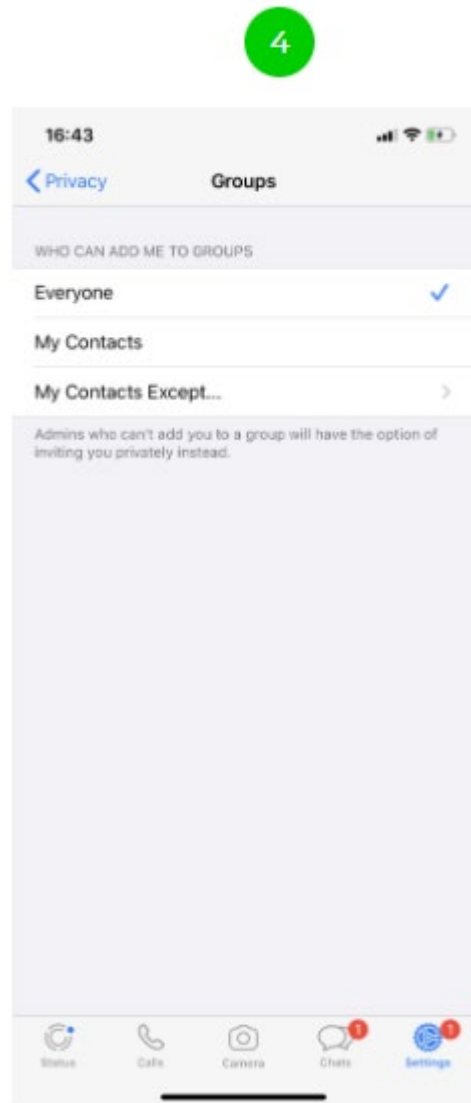 4
16:43
Privacy
Groups
WHO CAN ADD ME TO GROUPS
Everyone
My Contacts
My Contacts Except...
Admins who can't add you to a group will have the option of
inviting you privately instead.
1
1
Status
Calls
Camera
Chats
Settings